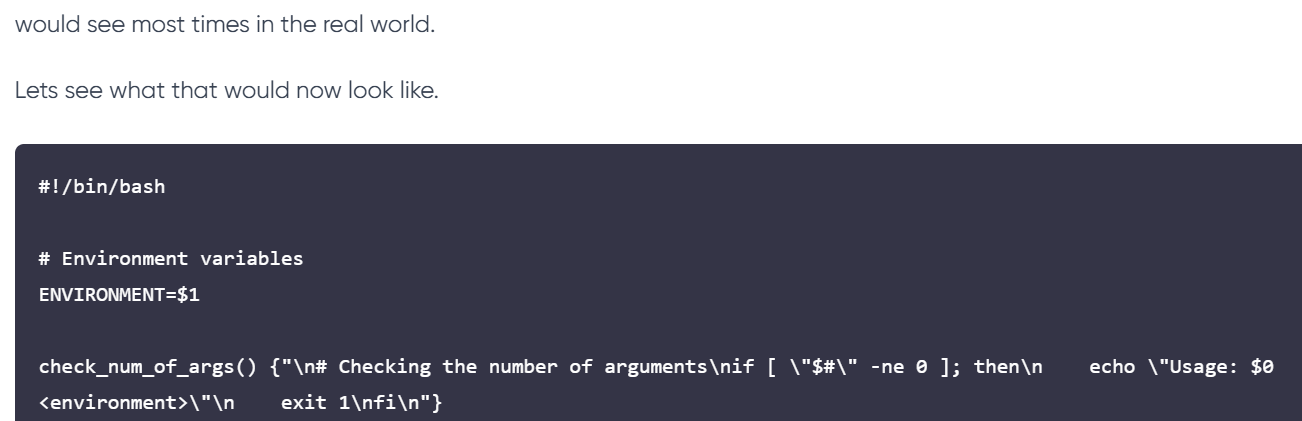 would see most times in the real world.
Lets see what that would now look like.
#!/bin/bash
# Environment variables
ENVIRONMENT=$1
check_num_of_args() {"\n# Checking the number of arguments\nif [ \"$#\" -ne 0 ]; then\n    echo \"Usage: $0
<environment>\"\n    exit 1\nfi\n"}